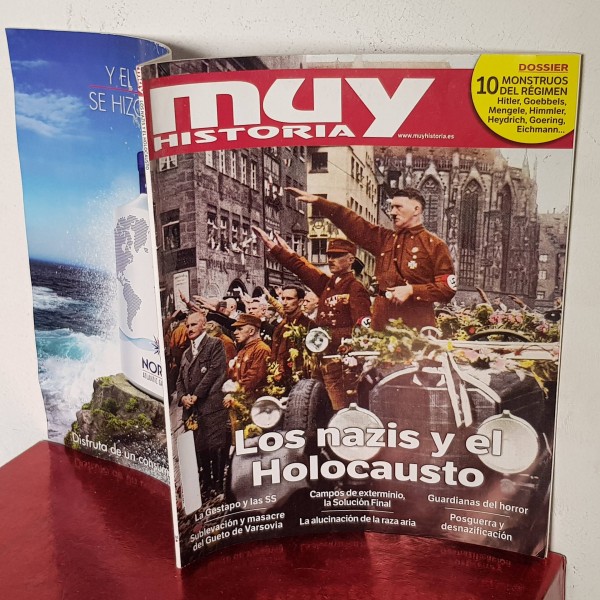 Y EL
SE HIZO
NOR
Disfruta de un consum
muy
HISTORIA
www.muyhistoria.es
DOSSIER
10 MONSTRUOS
DEL RÉGIMEN
Hitler, Goebbels,
Mengele, Himmler,
Heydrich, Goering,
Eichmann...
Los nazis y el
Holocausto
La Gestapo y las SS
Sublevación y masacre
del Gueto de Varsovia
Campos de exterminio,
la Solución Final
La alucinación de la raza aria
Guardianas del horror
Posguerra y
desnazificación